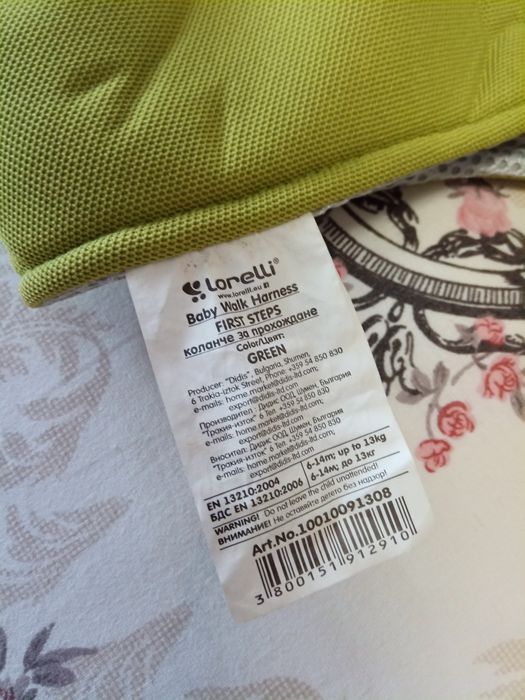 Lorelli®
www.lorelli.eu
Baby Walk Harness
FIRST STEPS
коланче за прохождане
Color/Цвят:
GREEN
Producer: "Didis", Bulgaria, Shumen,
6 Trakia-iztok Street, Phone +359 54 850 830
e-mails: home.market@didis-ltd.com;
export@didis-ltd.com
Производител: Дидис ООД, Шумен, България
"Тракия-изток" 6 Тел +359 54 850 830
e-mails: home.market@didis-ltd.com;
export@didis-ltd.com
Вносител: Дидис ООД, Шумен, България
"Тракия-изток" 6 Тел +359 54 850 830
e-mails: home.market@didis-ltd.com;
export@didis-ltd.com
EN 13210:2004 6-14m; up to 13kg
БДС EN 13210:2006 6-14м; до 13кг
WARNING! Do not leave the child unattended!
ВНИМАНИЕ! Не оставяйте детето без надзор!
Art.No.10010091308
3 800151 912910